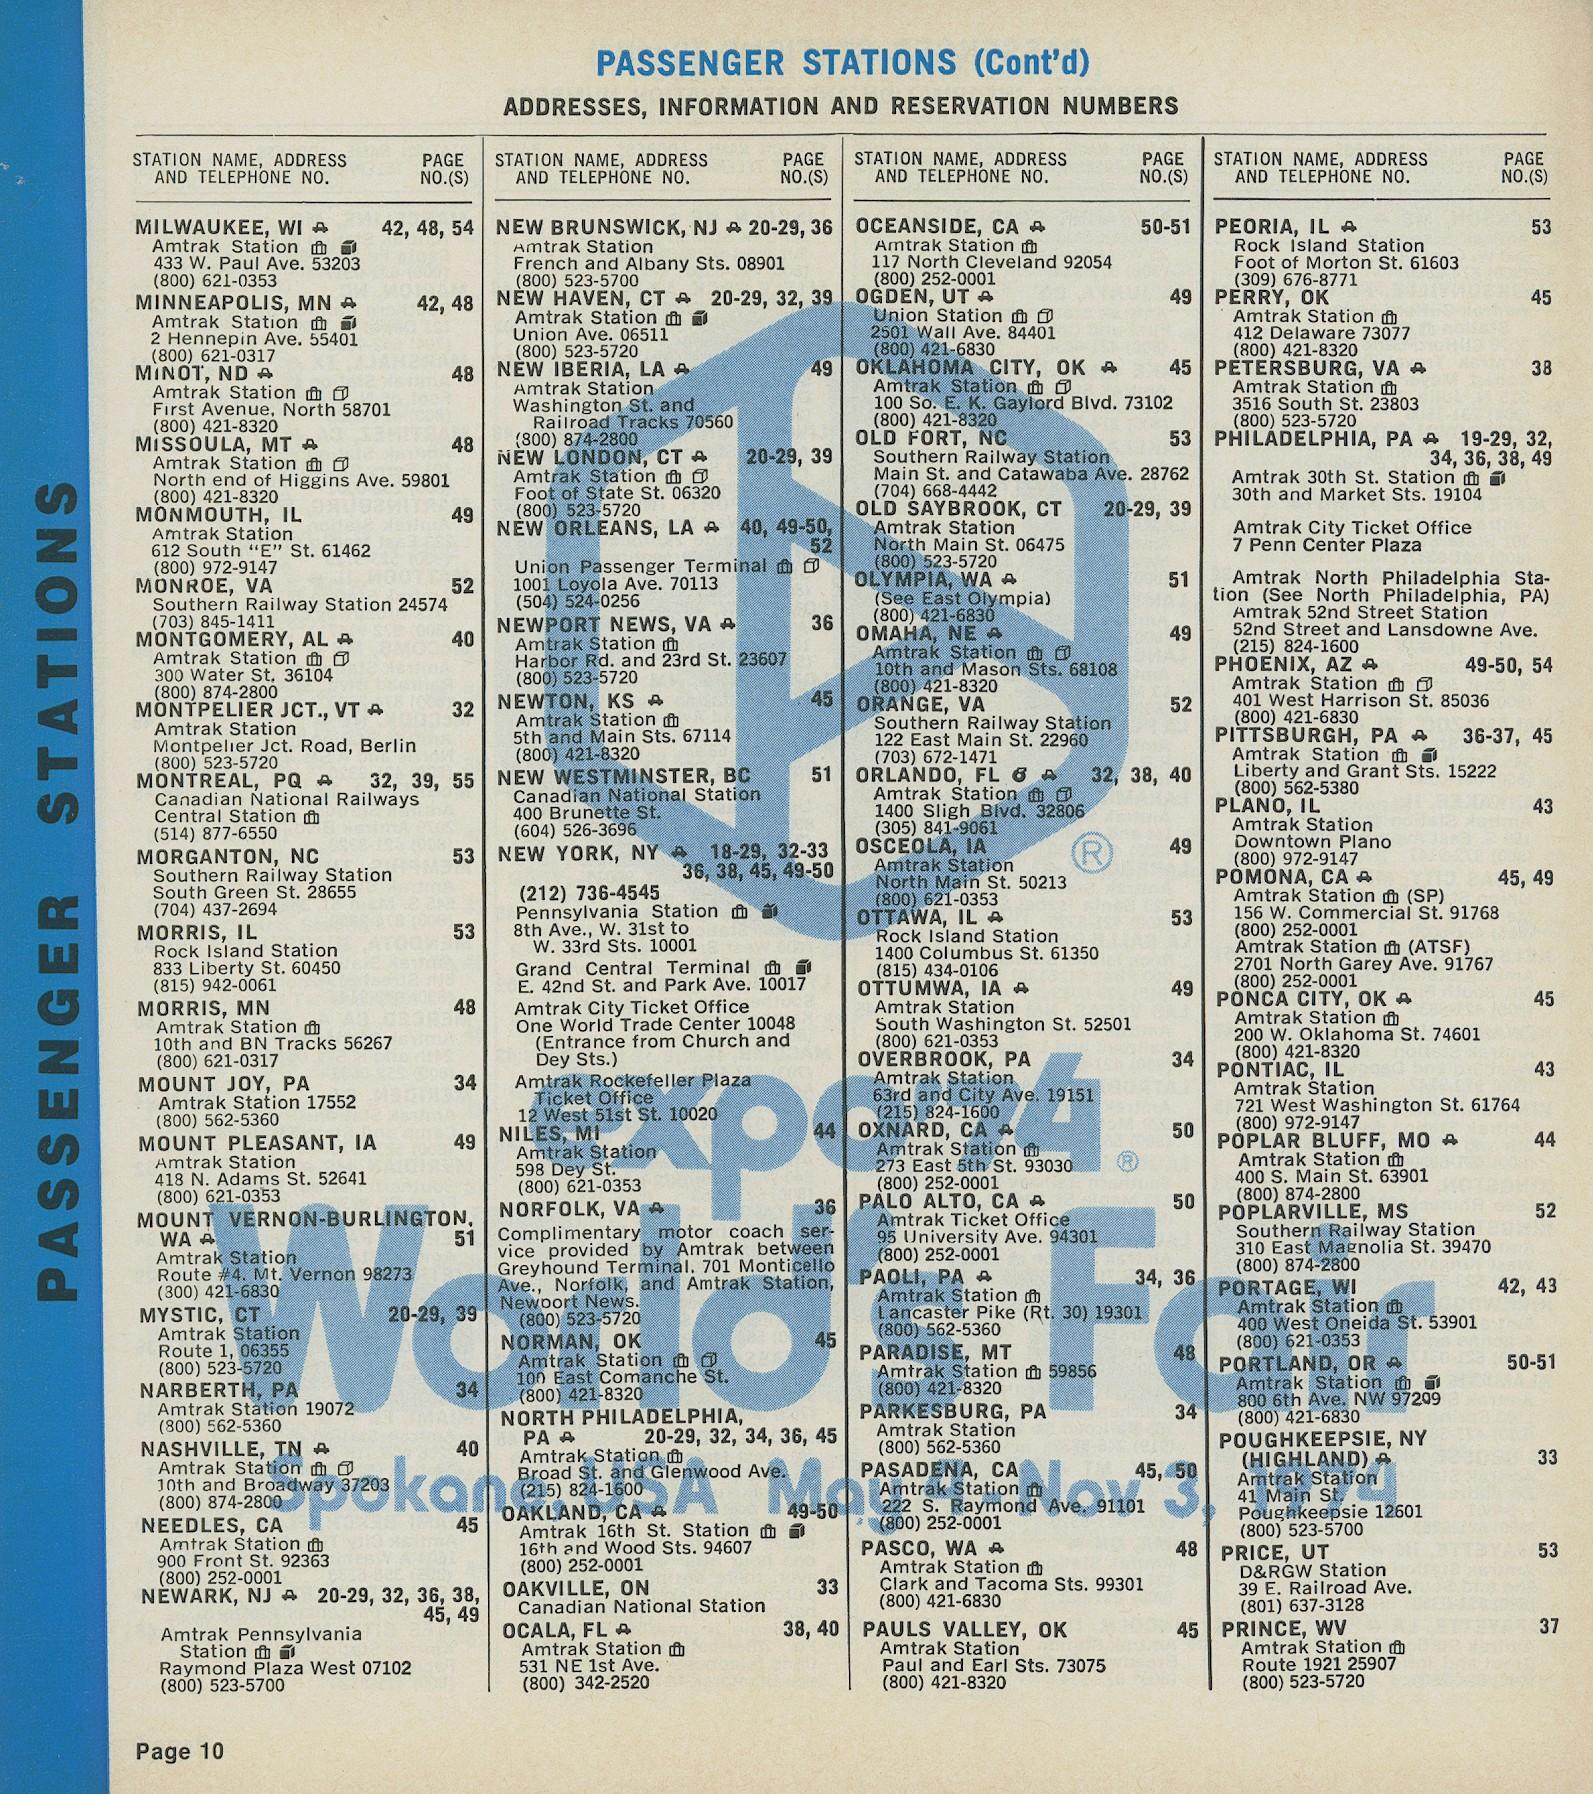 PASSENGER STATIONS (Cont'd)
ADDRESSES, INFORMATION AND RESERVATION NUMBERS
STATION NAME, ADDRESS PAGE
AND TELEPHONE NO. NO.(S)
MILWAUKEE, WI 42, 48, 54
Amtrak Station
433 W. Paul Ave. 53203
(800) 621-0353
MINNEAPOLIS, MN 42, 48
Amtrak Station
2 Hennepin Ave. 55401
(800) 621-0317
MINOT, ND 48
Amtrak Station
First Avenue, North 58701
(800) 421-8320
MISSOULA, MT 48
Amtrak Station
North end of Higgins Ave. 59801
(800) 421-8320
MONMOUTH, IL 49
Amtrak Station
612 South "E" St. 61462
(800) 972-9147
MONROE, VA 52
Southern Railway Station 24574
(703) 845-1411
MONTGOMERY, AL 40
Amtrak Station
300 Water St. 36104
(800) 874-2800
MONTPELIER JCT., VT 32
Amtrak Station
Montpelier Jct. Road, Berlin
(800) 523-5720
MONTREAL, PQ 32, 39, 55
Canadian National Railways
Central Station
(514) 877-6550
MORGANTON, NC 53
Southern Railway Station
South Green St. 28655
(704) 437-2694
MORRIS, IL 53
Rock Island Station
833 Liberty St. 60450
(815) 942-0061
MORRIS, MN 48
Amtrak Station
10th and BN Tracks 56267
(800) 621-0317
MOUNT JOY, PA 34
Amtrak Station 17552
(800) 562-5360
MOUNT PLEASANT, IA 49
Amtrak Station
418 N. Adams St. 52641
(800) 621-0353
MOUNT VERNON-BURLINGTON,
WA 51
Amtrak Station
Route #4. Mt. Vernon 98273
(300) 421-6830
MYSTIC, CT 20-29, 39
Amtrak Station
Route 1, 06355
(800) 523-5720
NARBERTH, PA 34
Amtrak Station 19072
(800) 562-5360
NASHVILLE, TN 40
Amtrak Station
10th and Broadway 37203
(800) 874-2800
NEEDLES, CA 45
Amtrak Station
900 Front St. 92363
(800) 252-0001
NEWARK, NJ 20-29, 32, 36, 38,
45, 49
Amtrak Pennsylvania
Station
Raymond Plaza West 07102
(800) 523-5700
STATION NAME, ADDRESS PAGE
AND TELEPHONE NO. NO.(S)
NEW BRUNSWICK, NJ 20-29, 36
Amtrak Station
French and Albany Sts. 08901
(800) 523-5700
NEW HAVEN, CT 20-29, 32, 39
Amtrak Station
Union Ave. 06511
(800) 523-5720
NEW IBERIA, LA 49
Amtrak Station
Washington St. and
Railroad Tracks 70560
(800) 874-2800
NEW LONDON, CT 20-29, 39
Amtrak Station
Foot of State St. 06320
(800) 523-5720
NEW ORLEANS, LA 40, 49-50,
52
Union Passenger Terminal
1001 Loyola Ave. 70113
(504) 524-0256
NEWPORT NEWS, VA 36
Amtrak Station
Harbor Rd. and 23rd St. 23607
(800) 523-5720
NEWTON, KS 45
Amtrak Station
5th and Main Sts. 67114
(800) 421-8320
NEW WESTMINSTER, BC 51
Canadian National Station
400 Brunette St.
(604) 526-3696
NEW YORK, NY 18-29, 32-33
36, 38, 45, 49-50
(212) 736-4545
Pennsylvania Station
8th Ave., W. 31st to
W. 33rd Sts. 10001
Grand Central Terminal
E. 42nd St. and Park Ave. 10017
Amtrak City Ticket Office
One World Trade Center 10048
(Entrance from Church and
Dey Sts.)
Amtrak Rockefeller Plaza
Ticket Office
12 West 51st St. 10020
NILES, MI 44
Amtrak Station
598 Dey St.
(800) 621-0353
NORFOLK, VA 36
Complimentary motor coach ser-
vice provided by Amtrak between
Greyhound Terminal. 701 Monticello
Ave., Norfolk, and Amtrak Station,
Newport News.
(800) 523-5720
NORMAN, OK 45
Amtrak Station
100 East Comanche St.
(800) 421-8320
NORTH PHILADELPHIA,
PA 20-29, 32, 34, 36, 45
Amtrak Station
Broad St. and Glenwood Ave.
(215) 824-1600
OAKLAND, CA 49-50
Amtrak 16th St. Station
16th and Wood Sts. 94607
(800) 252-0001
OAKVILLE, ON 33
Canadian National Station
OCALA, FL 38, 40
Amtrak Station
531 NE 1st Ave.
(800) 342-2520
STATION NAME, ADDRESS PAGE
AND TELEPHONE NO. NO.(S)
OCEANSIDE, CA 50-51
Amtrak Station
117 North Cleveland 92054
(800) 252-0001
OGDEN, UT 49
Union Station
2501 Wall Ave. 84401
(800) 421-6830
OKLAHOMA CITY, OK 45
Amtrak Station
100 So. E. K. Gaylord Blvd. 73102
(800) 421-8320
OLD FORT, NC 53
Southern Railway Station
Main St. and Catawaba Ave. 28762
(704) 668-4442
OLD SAYBROOK, CT 20-29, 39
Amtrak Station
North Main St. 06475
(800) 523-5720
OLYMPIA, WA 51
(See East Olympia)
(800) 421-6830
OMAHA, NE 49
Amtrak Station
10th and Mason Sts. 68108
(800) 421-8320
ORANGE, VA 52
Southern Railway Station
122 East Main St. 22960
(703) 672-1471
ORLANDO, FL 32, 38, 40
Amtrak Station
1400 Sligh Blvd. 32806
(305) 841-9061
OSCEOLA, IA 49
Amtrak Station
North Main St. 50213
(800) 621-0353
OTTAWA, IL 53
Rock Island Station
1400 Columbus St. 61350
(815) 434-0106
OTTUMWA, IA 49
Amtrak Station
South Washington St. 52501
(800) 621-0353
OVERBROOK, PA 34
Amtrak Station
63rd and City Ave. 19151
(215) 824-1600
OXNARD, CA 50
Amtrak Station
273 East 5th St. 93030
(800) 252-0001
PALO ALTO, CA 50
Amtrak Ticket Office
95 University Ave. 94301
(800) 252-0001
PAOLI, PA 34, 36
Amtrak Station
Lancaster Pike (Rt. 30) 19301
(800) 562-5360
PARADISE, MT 48
Amtrak Station 59856
(800) 421-8320
PARKESBURG, PA 34
Amtrak Station
(800) 562-5360
PASADENA, CA 45, 50
Amtrak Station
222 S. Raymond Ave. 91101
(800) 252-0001
PASCO, WA 48
Amtrak Station
Clark and Tacoma Sts. 99301
(800) 421-6830
PAULS VALLEY, OK 45
Amtrak Station
Paul and Earl Sts. 73075
(800) 421-8320
STATION NAME, ADDRESS PAGE
AND TELEPHONE NO. NO.(S)
PEORIA, IL 53
Rock Island Station
Foot of Morton St. 61603
(309) 676-8771
PERRY, OK 45
Amtrak Station
412 Delaware 73077
(800) 421-8320
PETERSBURG, VA 38
Amtrak Station
3516 South St. 23803
(800) 523-5720
PHILADELPHIA, PA 19-29, 32,
34, 36, 38, 49
Amtrak 30th St. Station
30th and Market Sts. 19104
Amtrak City Ticket Office
7 Penn Center Plaza
Amtrak North Philadelphia Sta-
tion (See North Philadelphia, PA)
Amtrak 52nd Street Station
52nd Street and Lansdowne Ave.
(215) 824-1600
PHOENIX, AZ 49-50, 54
Amtrak Station
401 West Harrison St. 85036
(800) 421-6830
PITTSBURGH, PA 36-37, 45
Amtrak Station
Liberty and Grant Sts. 15222
(800) 562-5380
PLANO, IL 43
Amtrak Station
Downtown Plano
(800) 972-9147
POMONA, CA 45, 49
Amtrak Station (SP)
156 W. Commercial St. 91768
(800) 252-0001
Amtrak Station (ATSF)
2701 North Garey Ave. 91767
(800) 252-0001
PONCA CITY, OK 45
Amtrak Station
200 W. Oklahoma St. 74601
(800) 421-8320
PONTIAC, IL 43
Amtrak Station
721 West Washington St. 61764
(800) 972-9147
POPLAR BLUFF, MO 44
Amtrak Station
400 S. Main St. 63901
(800) 874-2800
POPLARVILLE, MS 52
Southern Railway Station
310 East Magnolia St. 39470
(800) 874-2800
PORTAGE, WI 42, 43
Amtrak Station
400 West Oneida St. 53901
(800) 621-0353
PORTLAND, OR 50-51
Amtrak Station
800 6th Ave. NW 97209
(800) 421-6830
POUGHKEEPSIE, NY
(HIGHLAND) 33
Amtrak Station
41 Main St.
Poughkeepsie 12601
(800) 523-5700
PRICE, UT 53
D&RGW Station
39 E. Railroad Ave.
(801) 637-3128
PRINCE, WV 37
Amtrak Station
Route 1921 25907
(800) 523-5720
®
expo74®
World's Fair
Spokane, USA May 4-Nov 3, 1974
PASSENGER STATIONS
Page 10